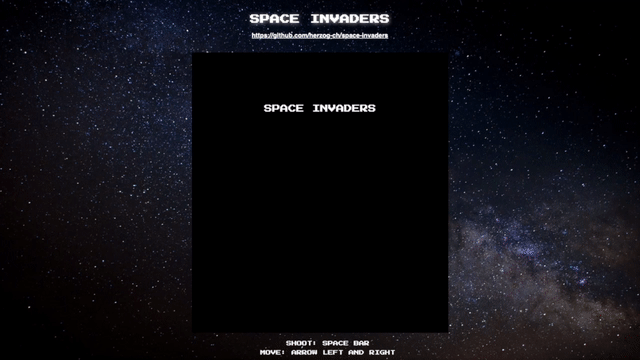 SPACE INVADERS
https://github.com/herzog-ch/space-invaders
SPACE INVADERS
SHOOT: SPACE BAR
MOVE: ARROW LEFT AND RIGHT